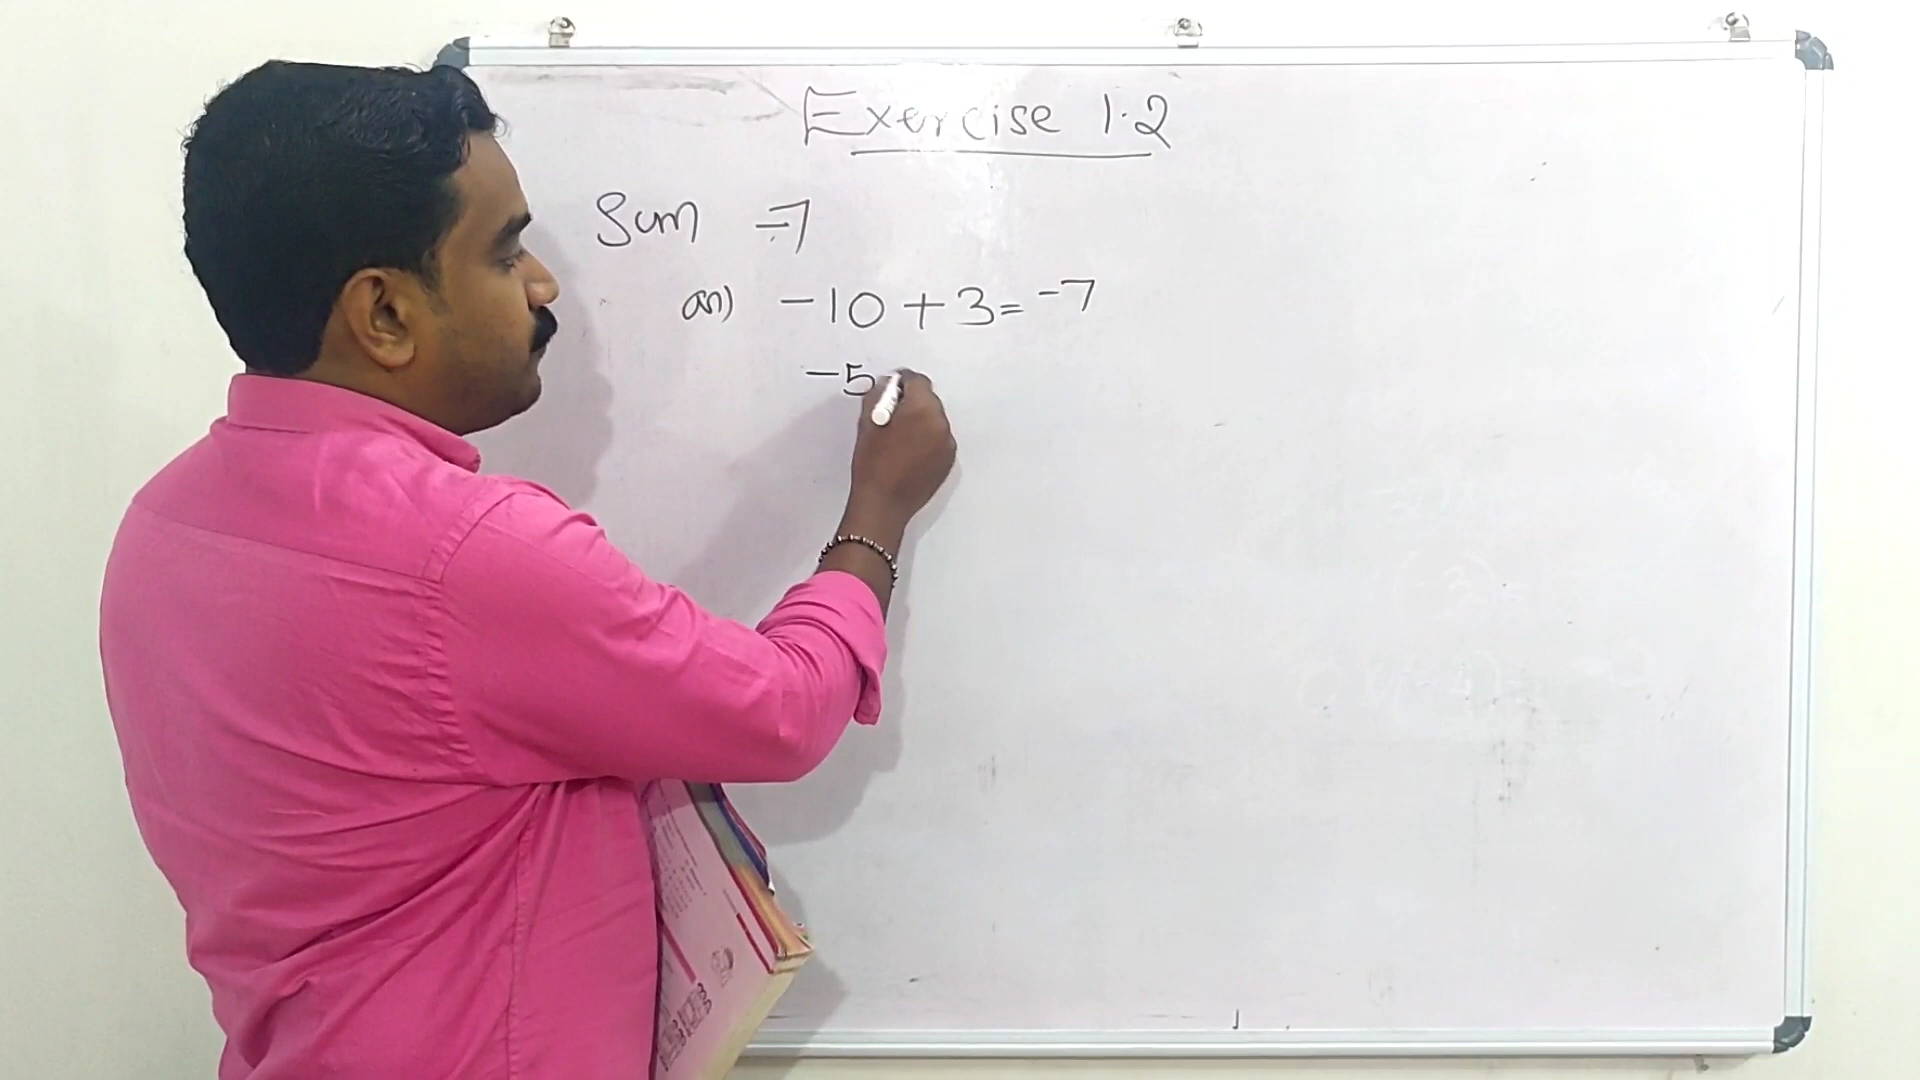 Exercise 1.2
Sum -7
an) -10 + 3 = -7
-5